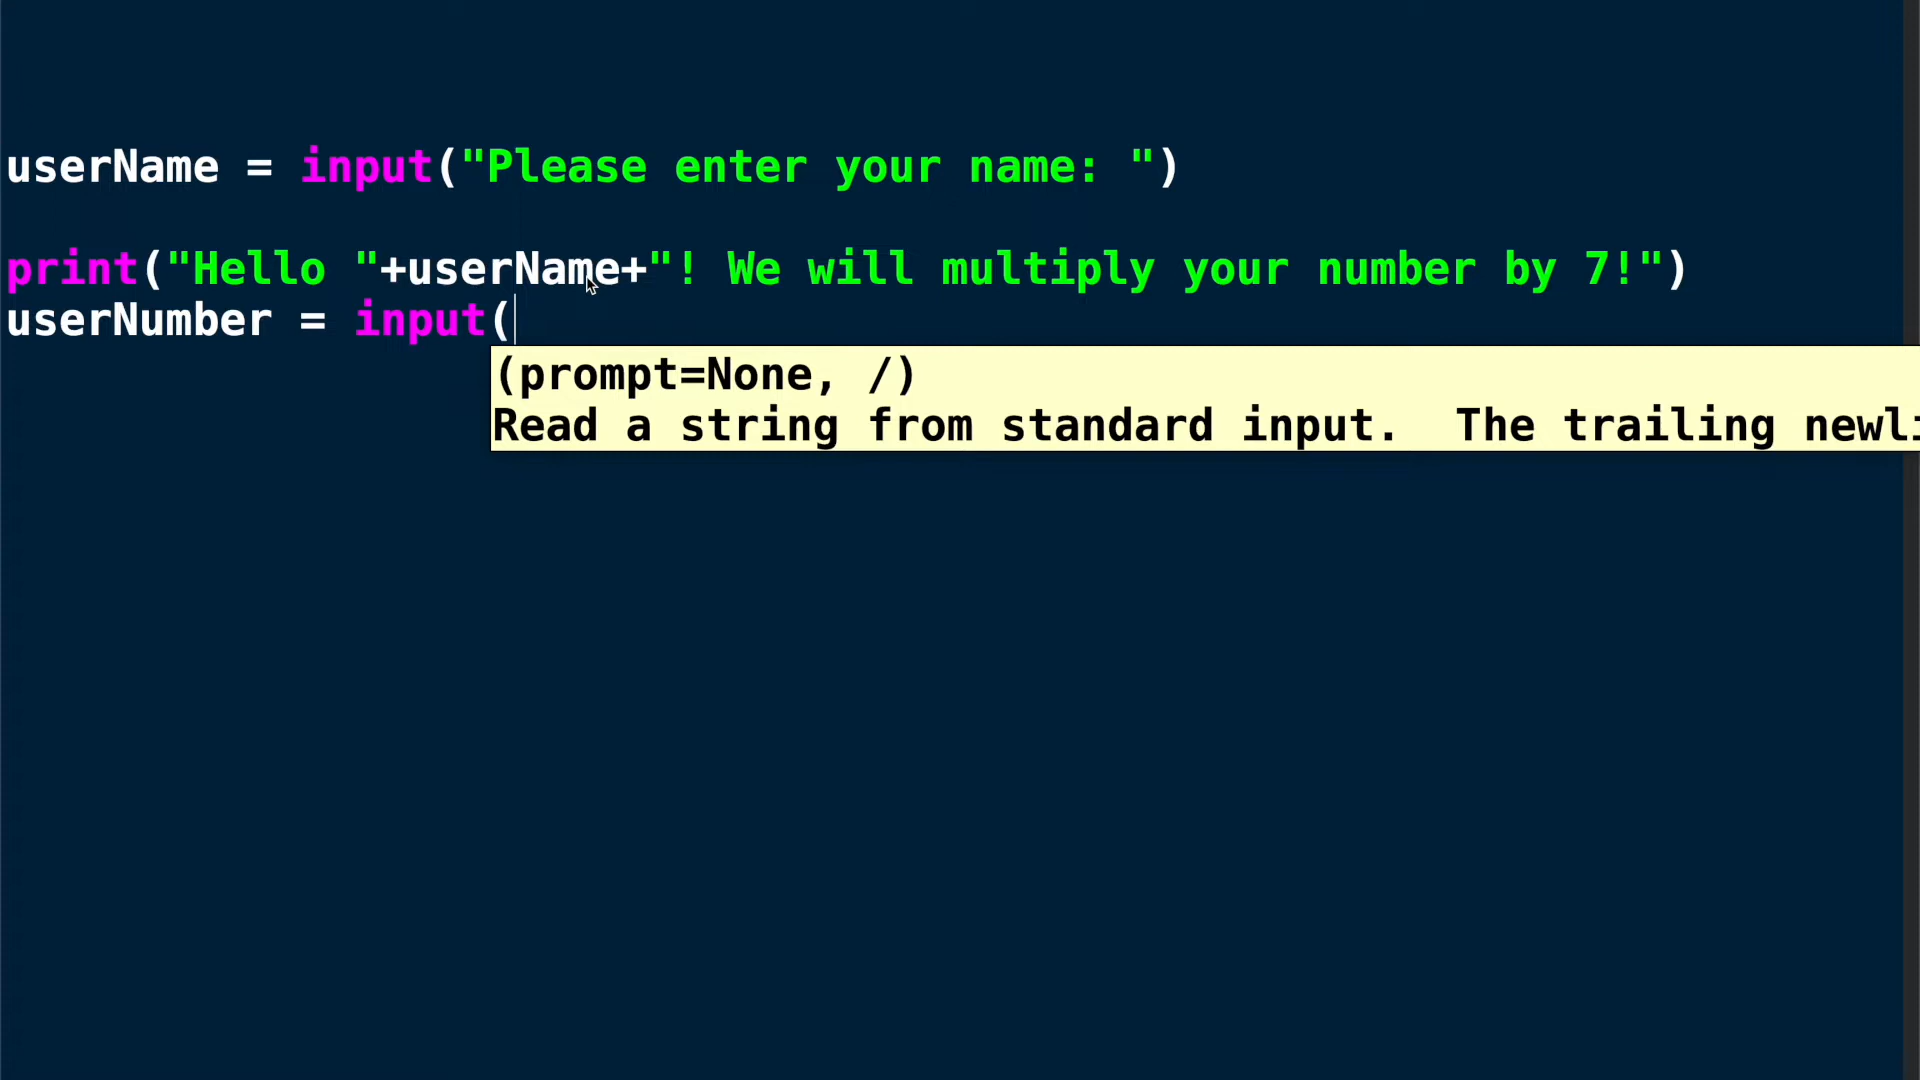 userName = input("Please enter your name: ")
print("Hello "+userName+"! We will multiply your number by 7!")
userNumber = input(
(prompt=None, /)
Read a string from standard input.  The trailing newli